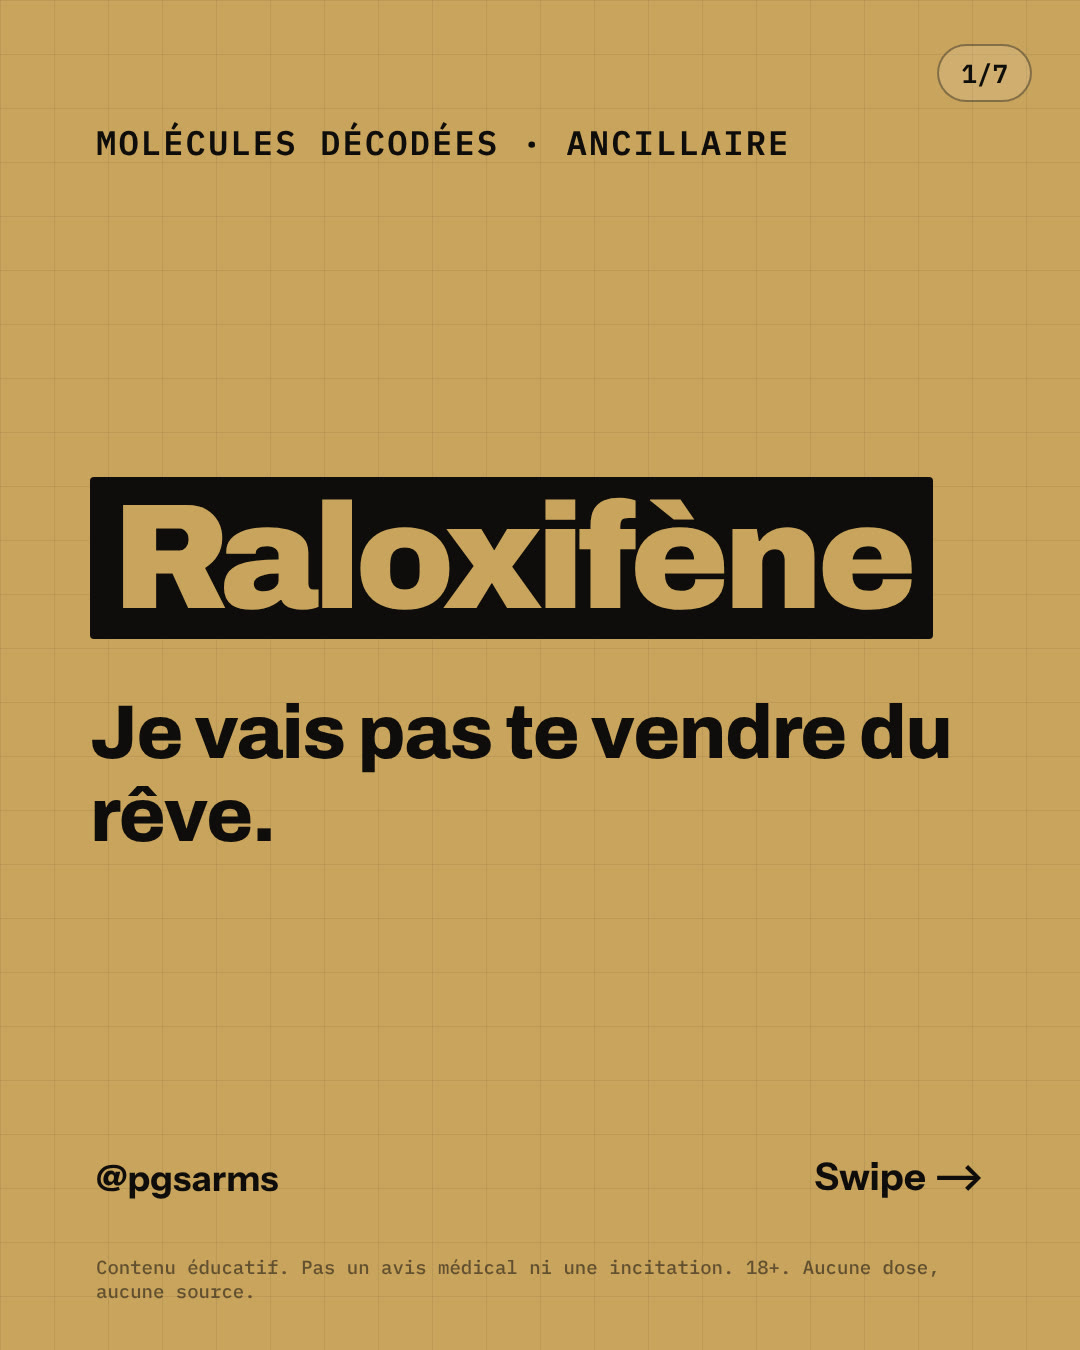 1/7
MOLÉCULES DÉCODÉES · ANCILLAIRE
Raloxifène
Je vais pas te vendre du
rêve.
@pgsarms
Swipe →
Contenu éducatif. Pas un avis médical ni une incitation. 18+. Aucune dose,
aucune source.